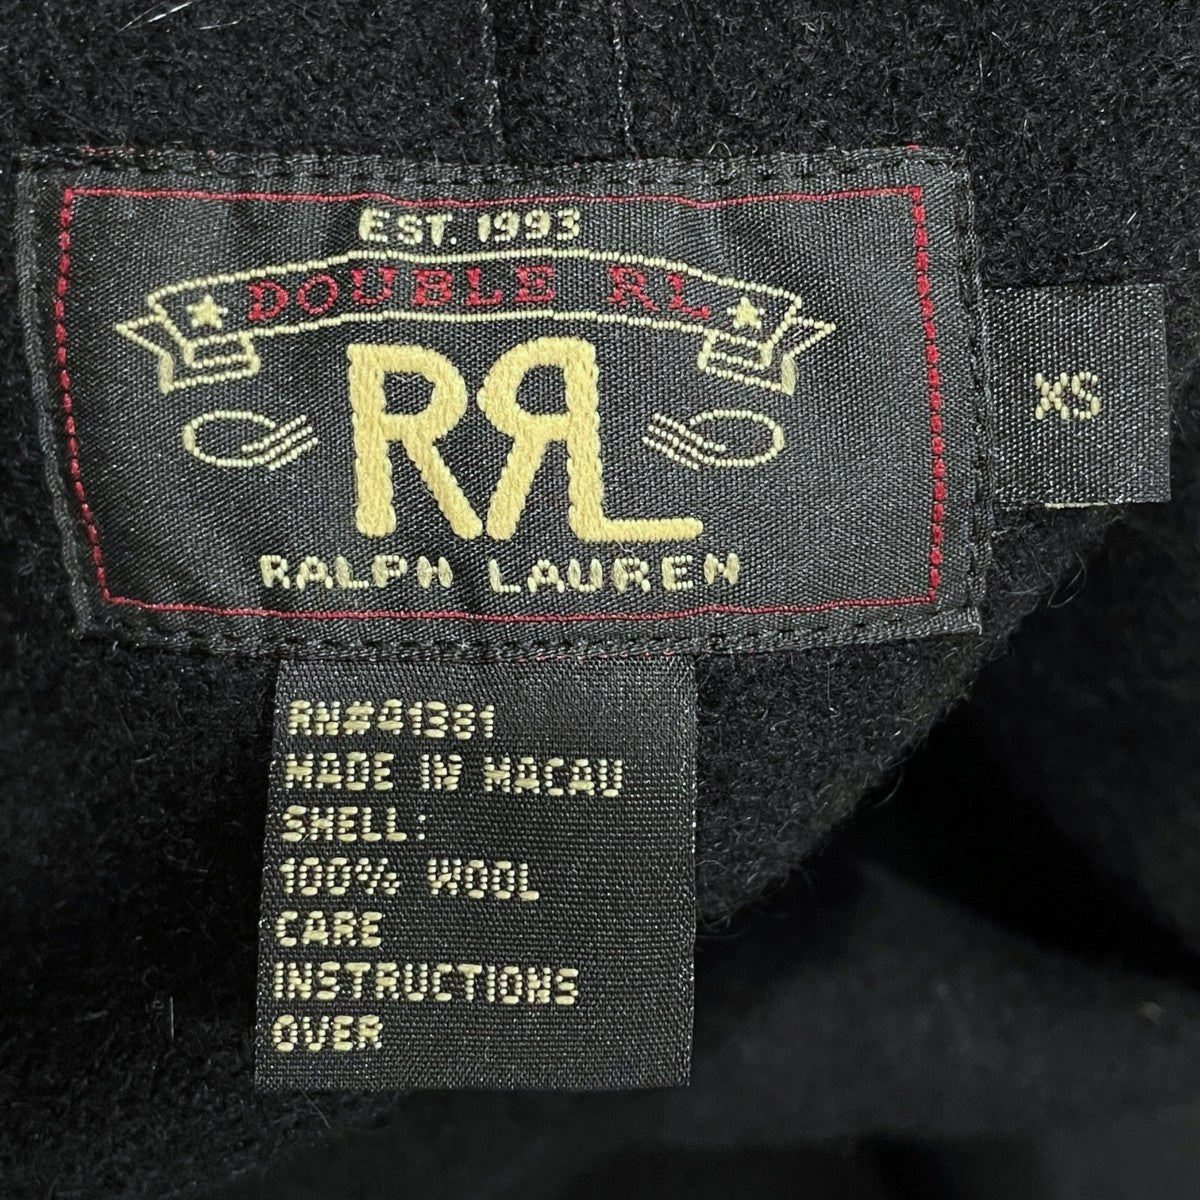 EST. 1993
DOUBLE RL
RRL
RALPH LAUREN
XS
RN#41381
MADE IN MACAU
SHELL:
100% WOOL
CARE
INSTRUCTIONS
OVER